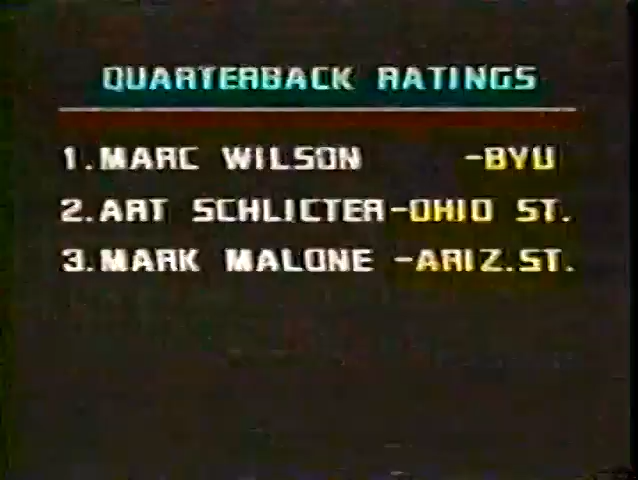 QUARTERBACK RATINGS
1.MARC WILSON -BYU
2.ART SCHLICTER-OHIO ST.
3.MARK MALONE -ARIZ.ST.